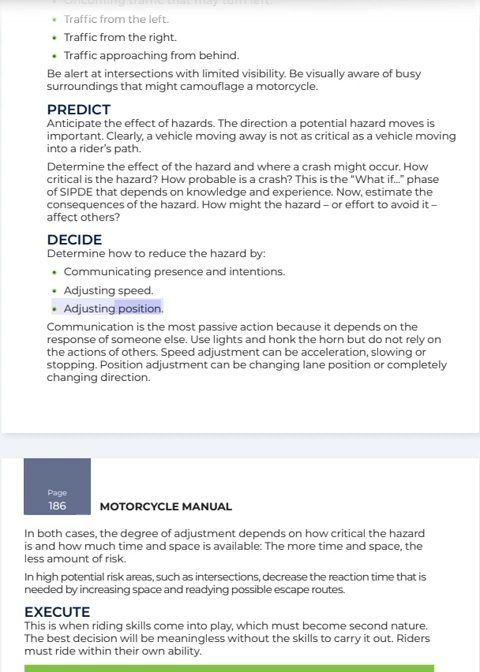 Oncoming traffic that may turn left.
• Traffic from the left.
• Traffic from the right.
• Traffic approaching from behind.
Be alert at intersections with limited visibility. Be visually aware of busy
surroundings that might camouflage a motorcycle.
PREDICT
Anticipate the effect of hazards. The direction a potential hazard moves is
important. Clearly, a vehicle moving away is not as critical as a vehicle moving
into a rider’s path.
Determine the effect of the hazard and where a crash might occur. How
critical is the hazard? How probable is a crash? This is the “What if...” phase
of SIPDE that depends on knowledge and experience. Now, estimate the
consequences of the hazard. How might the hazard – or effort to avoid it –
affect others?
DECIDE
Determine how to reduce the hazard by:
• Communicating presence and intentions.
• Adjusting speed.
• Adjusting position.
Communication is the most passive action because it depends on the
response of someone else. Use lights and honk the horn but do not rely on
the actions of others. Speed adjustment can be acceleration, slowing or
stopping. Position adjustment can be changing lane position or completely
changing direction.
Page
186
MOTORCYCLE MANUAL
In both cases, the degree of adjustment depends on how critical the hazard
is and how much time and space is available: The more time and space, the
less amount of risk.
In high potential risk areas, such as intersections, decrease the reaction time that is
needed by increasing space and readying possible escape routes.
EXECUTE
This is when riding skills come into play, which must become second nature.
The best decision will be meaningless without the skills to carry it out. Riders
must ride within their own ability.